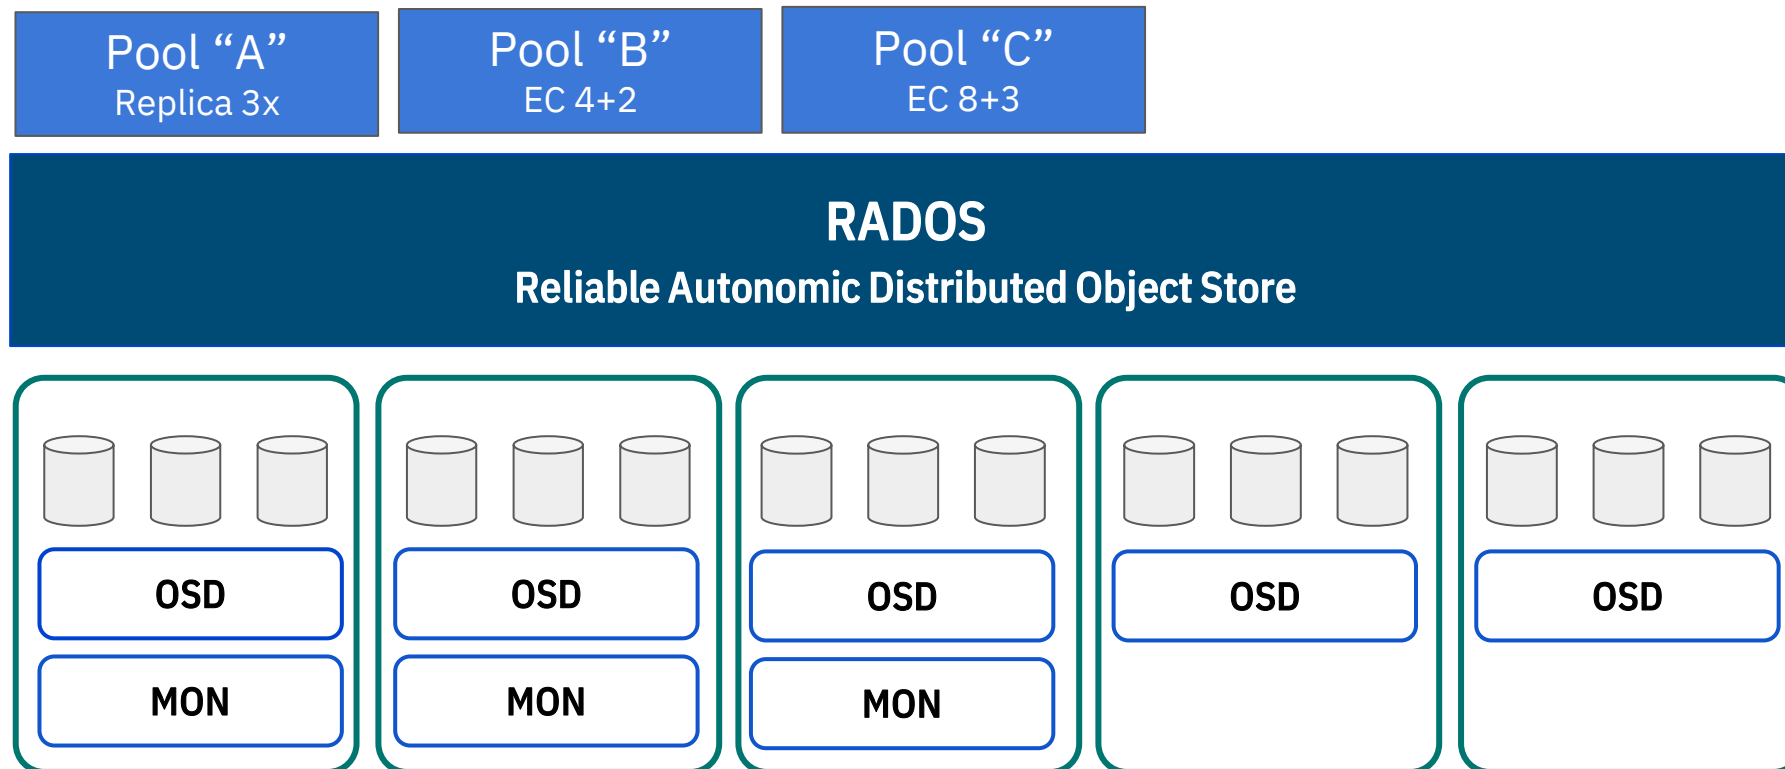 Pool “A”
Replica 3x
Pool “B”
EC 4+2
Pool “C”
EC 8+3
RADOS
Reliable Autonomic Distributed Object Store
OSD
MON
OSD
MON
OSD
MON
OSD
OSD